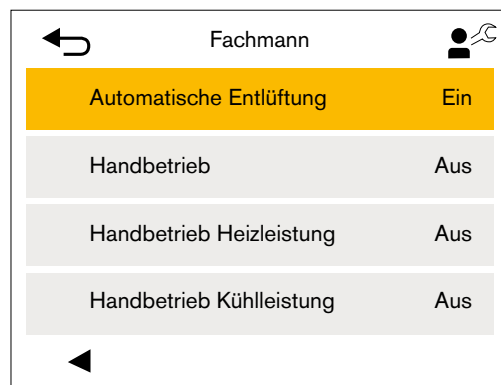 Fachmann
Automatische Entlüftung Ein
Handbetrieb Aus
Handbetrieb Heizleistung Aus
Handbetrieb Kühlleistung Aus